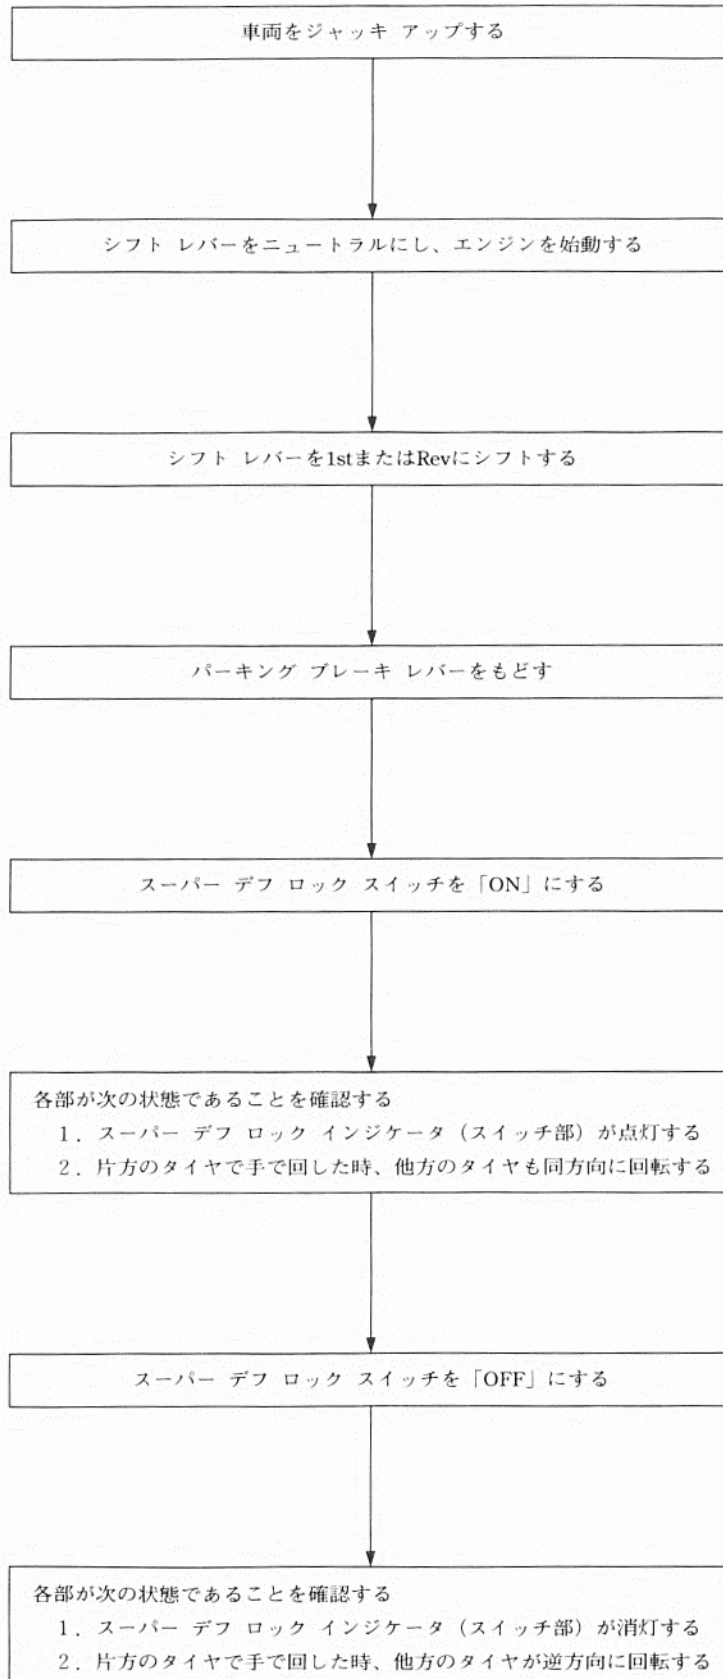 車両をジャッキ アップする
シフト レバーをニュートラルにし、エンジンを始動する
シフト レバーを1stまたはRevにシフトする
パーキング ブレーキ レバーをもどす
スーパー デフ ロック スイッチを「ON」にする
各部が次の状態であることを確認する
1. スーパー デフ ロック インジケータ（スイッチ部）が点灯する
2. 片方のタイヤで手で回した時、他方のタイヤも同方向に回転する
スーパー デフ ロック スイッチを「OFF」にする
各部が次の状態であることを確認する
1. スーパー デフ ロック インジケータ（スイッチ部）が消灯する
2. 片方のタイヤで手で回した時、他方のタイヤが逆方向に回転する